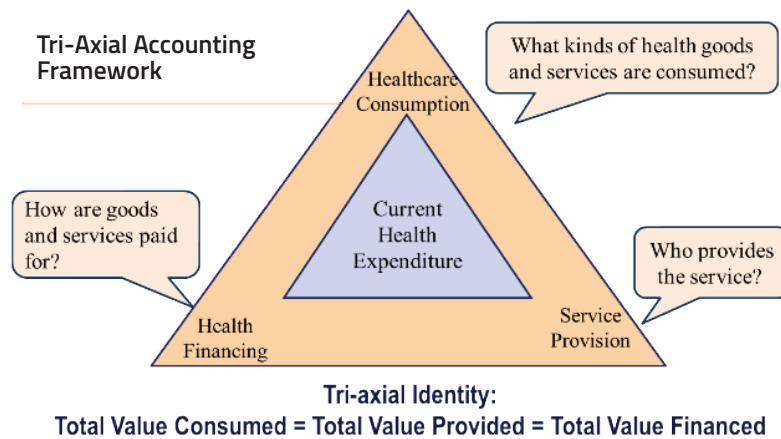 Tri-Axial Accounting
Framework
What kinds of health goods
and services are consumed?
Healthcare
Consumption
How are goods
and services paid
for?
Current
Health
Expenditure
Who provides
the service?
Health
Financing
Service
Provision
Tri-axial Identity:
Total Value Consumed = Total Value Provided = Total Value Financed